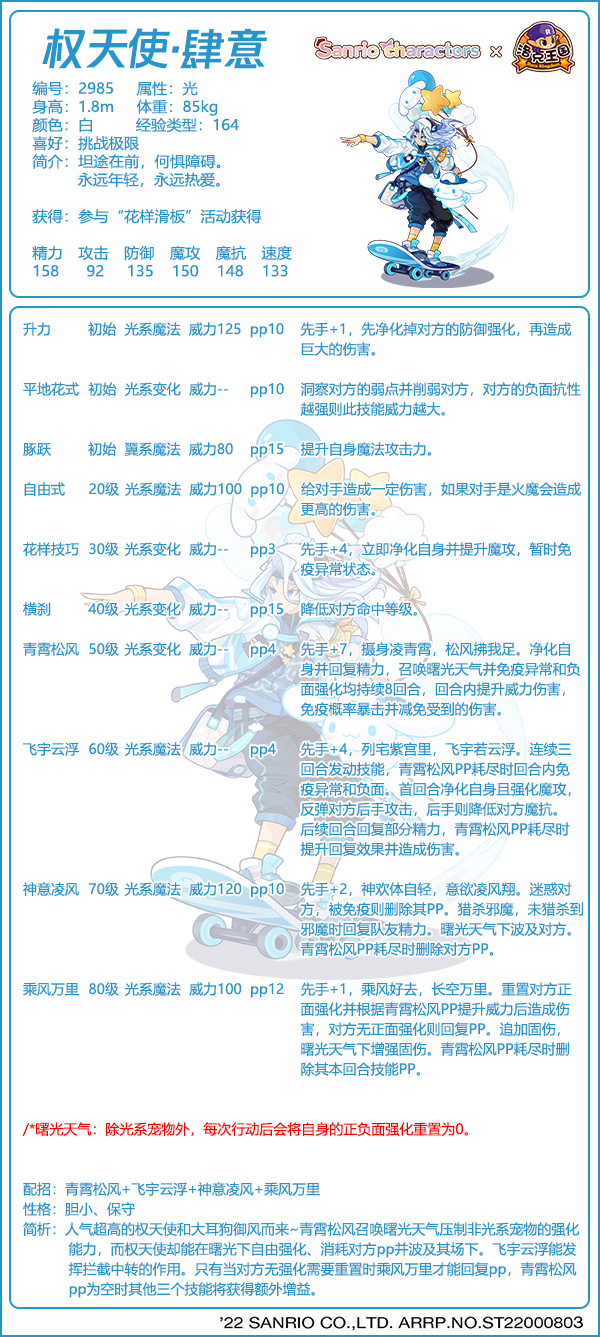 权天使·肆意
Sanrio characters × 洛克王国
编号：2985 属性：光
身高：1.8m 体重：85kg
颜色：白 经验类型：164
喜好：挑战极限
简介：坦途在前，何惧障碍。
永远年轻，永远热爱。
获得：参与“花样滑板”活动获得
精力 攻击 防御 魔攻 魔抗 速度
158 92 135 150 148 133
升力 初始 光系魔法 威力125 pp10 先手+1，先净化掉对方的防御强化，再造成
巨大的伤害。
平地花式 初始 光系变化 威力-- pp10 洞察对方的弱点并削弱对方，对方的负面抗性
越强则此技能威力越大。
豚跃 初始 翼系魔法 威力80 pp15 提升自身魔法攻击力。
自由式 20级 光系魔法 威力100 pp10 给对手造成一定伤害，如果对手是火魔会造成
更高的伤害。
花样技巧 30级 光系变化 威力-- pp3 先手+4，立即净化自身并提升魔攻，暂时免
疫异常状态。
横刹 40级 光系变化 威力-- pp15 降低对方命中等级。
青霄松风 50级 光系变化 威力-- pp4 先手+7，摄身凌青霄，松风拂我足。净化自
身并回复精力，召唤曙光天气并免疫异常和负
面强化均持续8回合，回合内提升威力伤害，
免疫概率暴击并减免受到的伤害。
飞宇云浮 60级 光系魔法 威力-- pp4 先手+4，列宅紫宫里，飞宇若云浮。连续三
回合发动技能，青霄松风PP耗尽时回合内免
疫异常和负面。首回合净化自身且强化魔攻，
反弹对方后手攻击，后手则降低对方魔抗。
后续回合回复部分精力，青霄松风PP耗尽时
提升回复效果并造成伤害。
神意凌风 70级 光系魔法 威力120 pp10 先手+2，神欢体自轻，意欲凌风翔。迷惑对
方，被免疫则删除其PP。猎杀邪魔，未猎杀到
邪魔时回复队友精力。曙光天气下波及对方。
青霄松风PP耗尽时删除对方PP。
乘风万里 80级 光系魔法 威力100 pp12 先手+1，乘风好去，长空万里。重置对方正
面强化并根据青霄松风PP提升威力后造成伤
害，对方无正面强化则回复PP。追加固伤，
曙光天气下增强固伤。青霄松风PP耗尽时删
除其本回合技能PP。
/*曙光天气：除光系宠物外，每次行动后会将自身的正负面强化重置为0。
配招：青霄松风+飞宇云浮+神意凌风+乘风万里
性格：胆小、保守
简析：人气超高的权天使和大耳狗御风而来~青霄松风召唤曙光天气压制非光系宠物的强化
能力，而权天使却能在曙光下自由强化、消耗对方pp并波及其场下。飞宇云浮能发
挥拦截中转的作用。只有当对方无强化需要重置时乘风万里才能回复pp，青霄松风
pp为空时其他三个技能将获得额外增益。
’22 SANRIO CO.,LTD. ARRP.NO.ST22000803